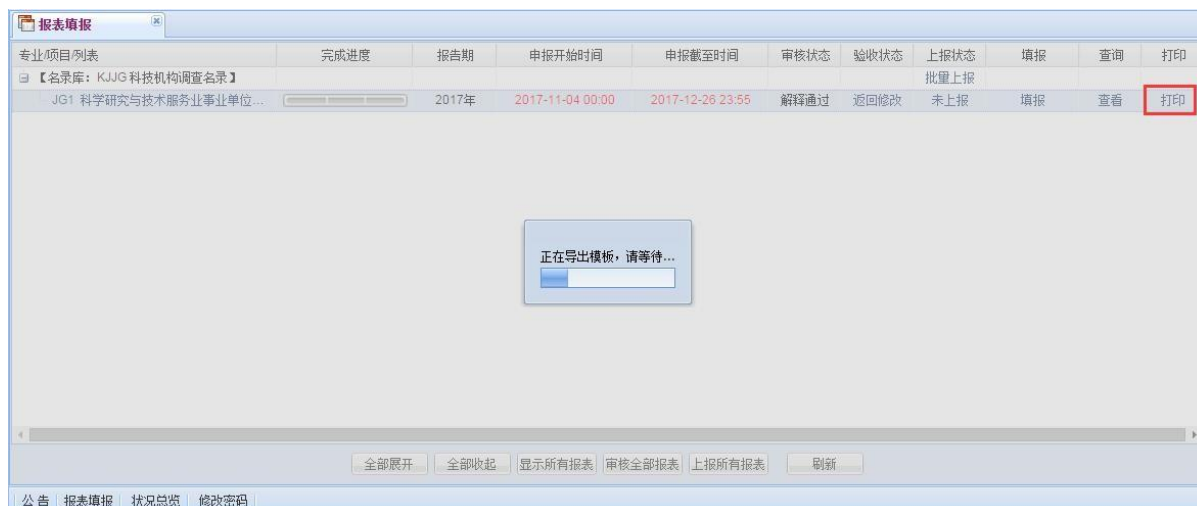 报表填报
专业/项目/列表 完成进度 报告期 申报开始时间 申报截至时间 审核状态 验收状态 上报状态 填报 查询 打印
【名录库：KJJG科技机构调查名录】 批量上报
JG1 科学研究与技术服务业事业单位... 2017年 2017-11-04 00:00 2017-12-26 23:55 解释通过 返回修改 未上报 填报 查看 打印
正在导出模板，请等待...
全部展开 全部收起 显示所有报表 审核全部报表 上报所有报表 刷新
公告 报表填报 状况总览 修改密码